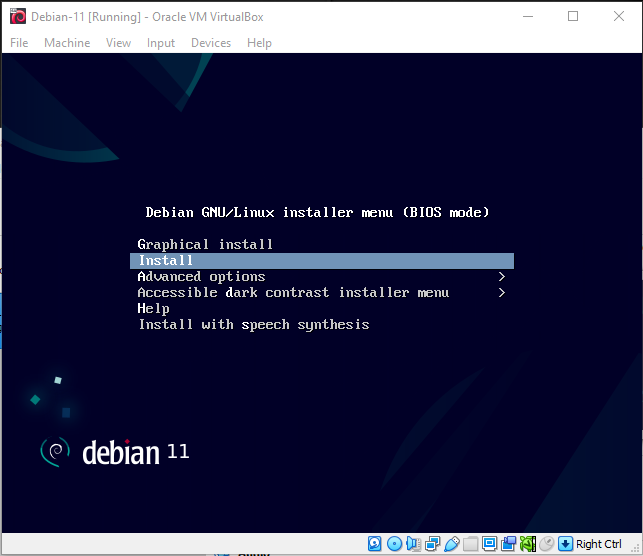 Debian-11 [Running] - Oracle VM VirtualBox
File Machine View Input Devices Help
Debian GNU/Linux installer menu (BIOS mode)
Graphical install
Install
Advanced options >
Accessible dark contrast installer menu >
Help
Install with speech synthesis
debian 11
Right Ctrl